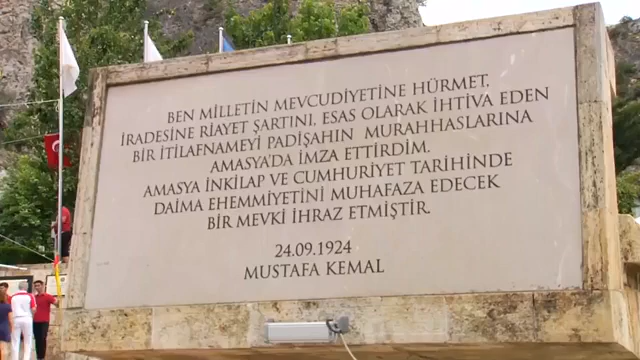 BEN MİLLETİN MEVCUDİYETİNE HÜRMET,
İRADESİNE RİAYET ŞARTINI, ESAS OLARAK İHTİVA EDEN
BİR İTİLAFNAMEYİ PADİŞAHIN MURAHHASLARINA
AMASYA'DA İMZA ETTİRDİM.
AMASYA İNKİLAP VE CUMHURİYET TARİHİNDE
DAİMA EHEMMİYETİNİ MUHAFAZA EDECEK
BİR MEVKİ İHRAZ ETMİŞTİR.
24.09.1924
MUSTAFA KEMAL